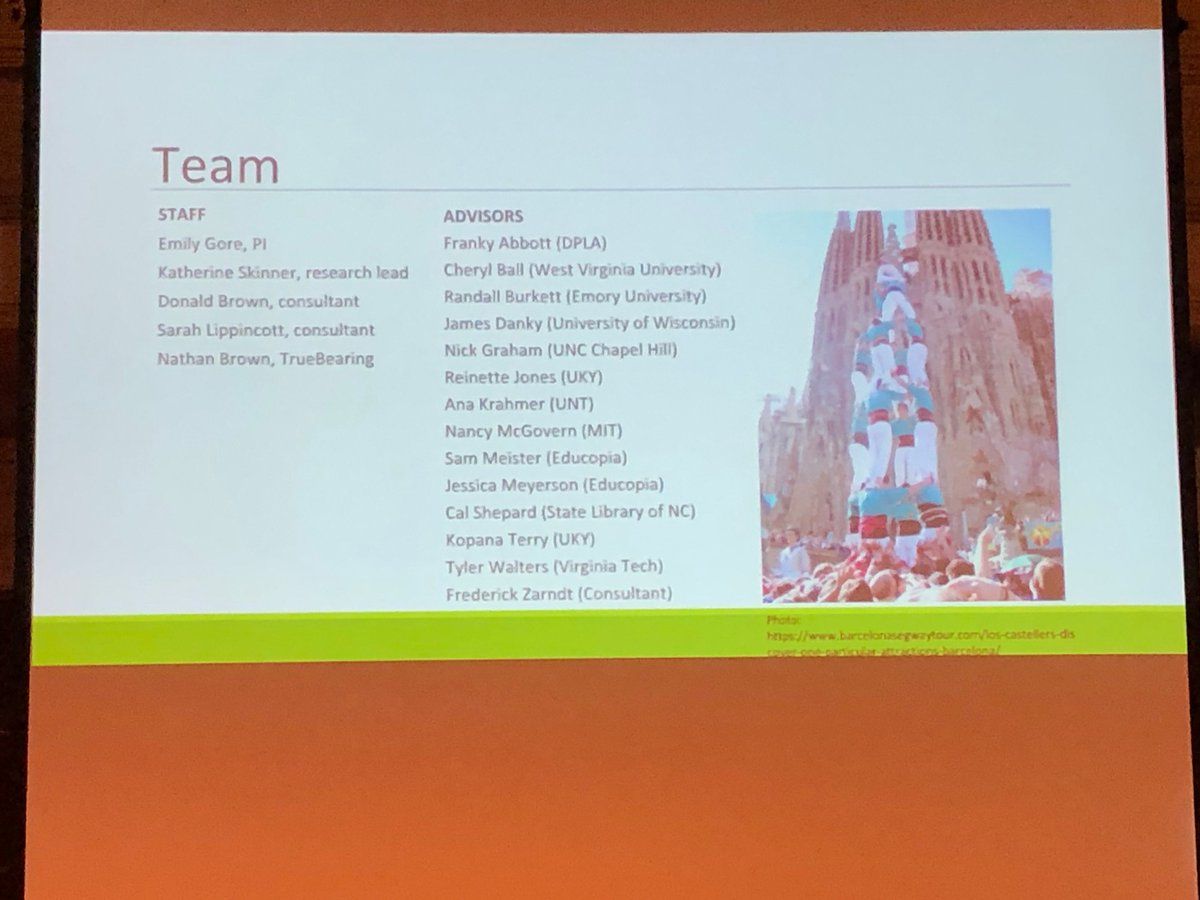 Team
STAFF
Emily Gore, PI
Katherine Skinner, research lead
Donald Brown, consultant
Sarah Lippincott, consultant
Nathan Brown, TrueBearing
ADVISORS
Franky Abbott (DPLA)
Cheryl Ball (West Virginia University)
Randall Burkett (Emory University)
James Danky (University of Wisconsin)
Nick Graham (UNC Chapel Hill)
Reinette Jones (UKY)
Ana Krahmer (UNT)
Nancy McGovern (MIT)
Sam Meister (Educopia)
Jessica Meyerson (Educopia)
Cal Shepard (State Library of NC)
Kopana Terry (UKY)
Tyler Walters (Virginia Tech)
Frederick Zarndt (Consultant)
Photo:
https://www.barcelonasegwaytour.com/los-castellers-dis
cover-one-particular-attractions-barcelona/